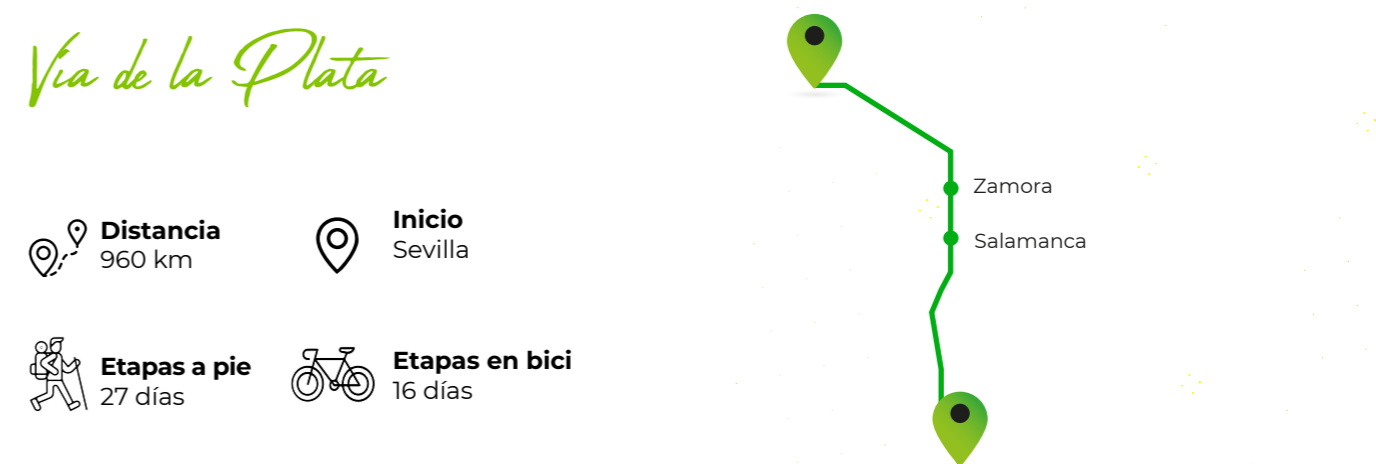 Vía de la Plata
Distancia
960 km
Inicio
Sevilla
Etapas a pie
27 días
Etapas en bici
16 días
Zamora
Salamanca